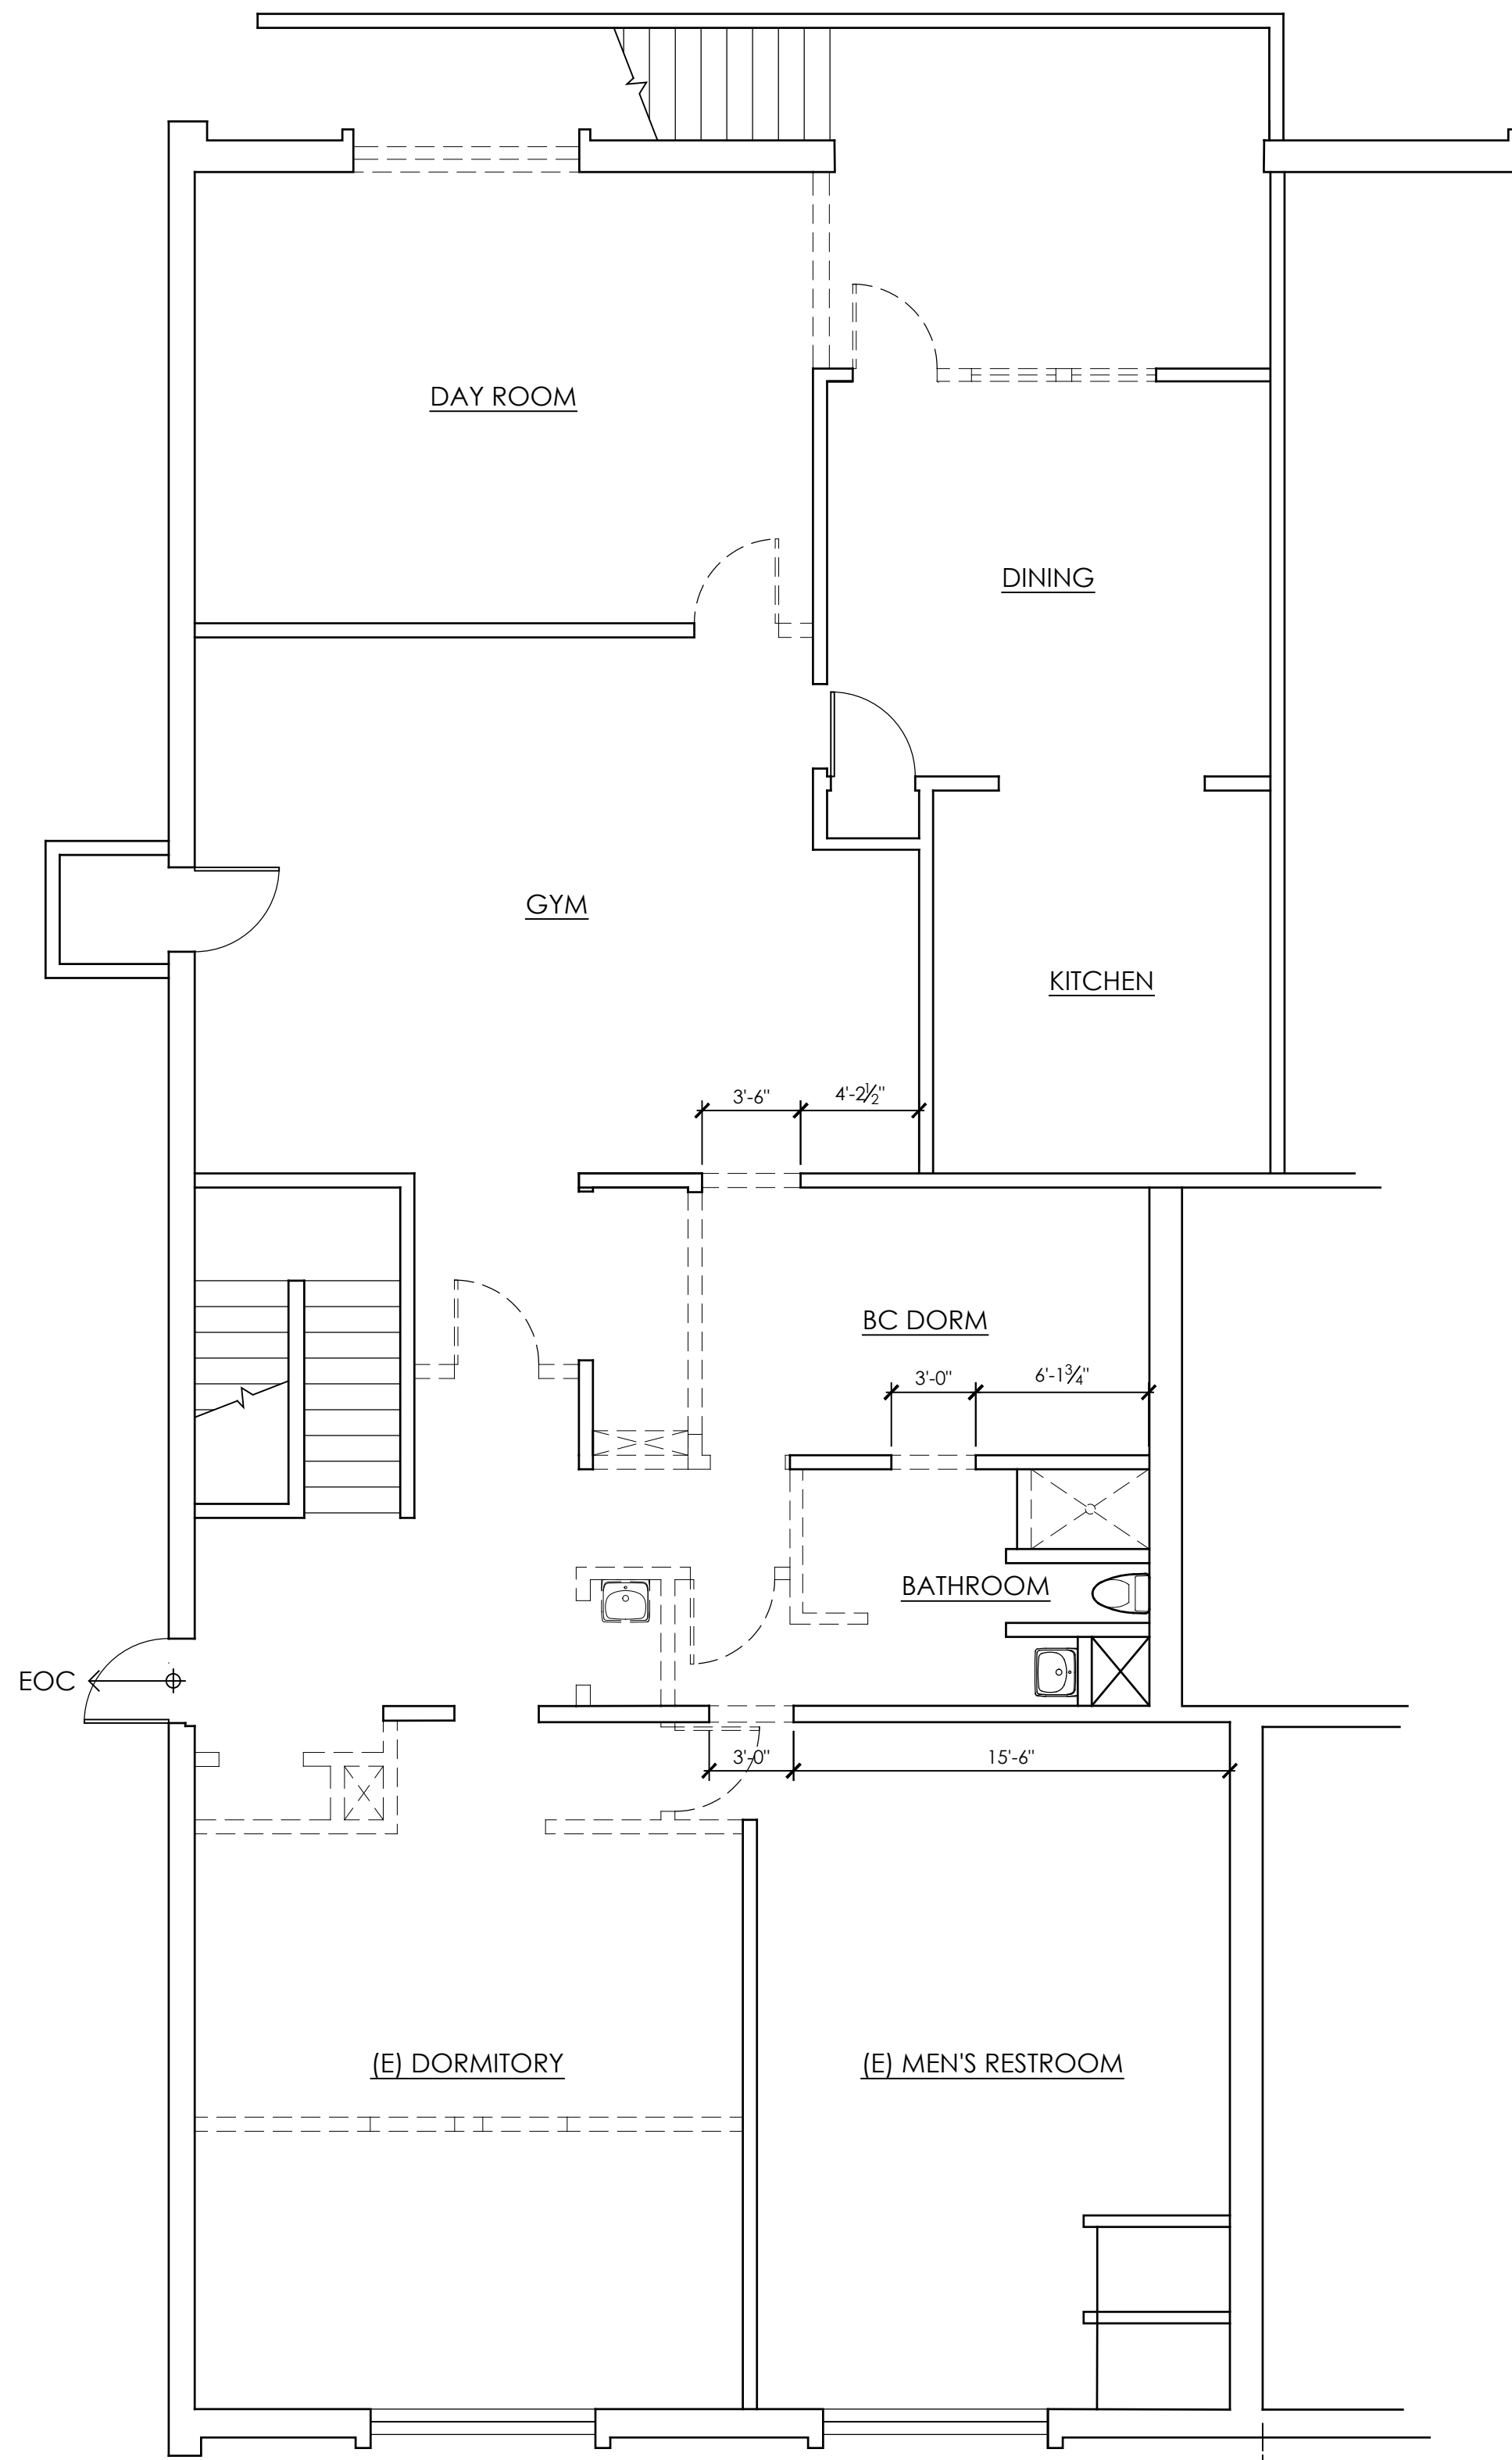 DAY ROOM
DINING
GYM
KITCHEN
3'-6"
4'-2½"
BC DORM
3'-0"
6'-1¾"
BATHROOM
EOC
3'-0"
15'-6"
(E) DORMITORY
(E) MEN'S RESTROOM